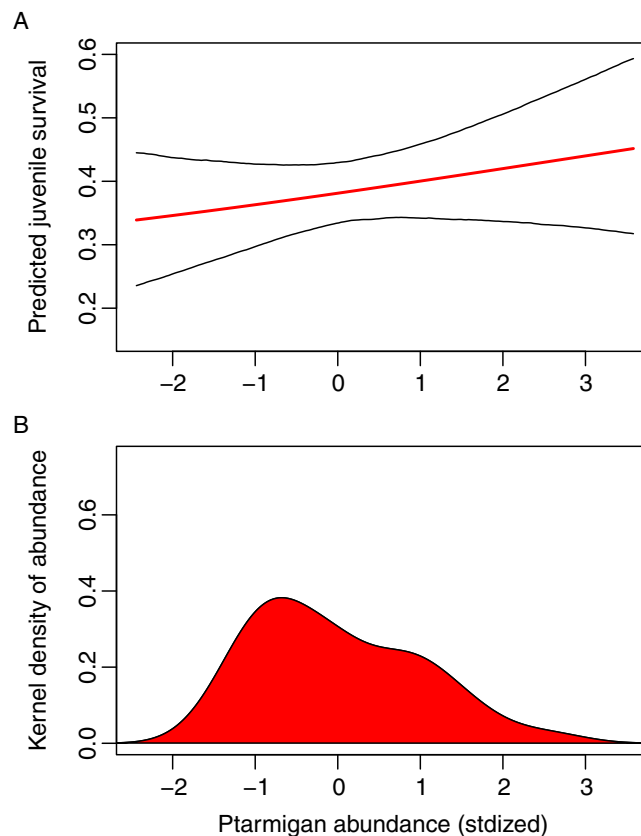 A
Predicted juvenile survival
0.6
0.5
0.4
0.3
0.2
−2 −1 0 1 2 3
B
Kernel density of abundance
0.6
0.4
0.2
0.0
−2 −1 0 1 2 3
Ptarmigan abundance (stdized)